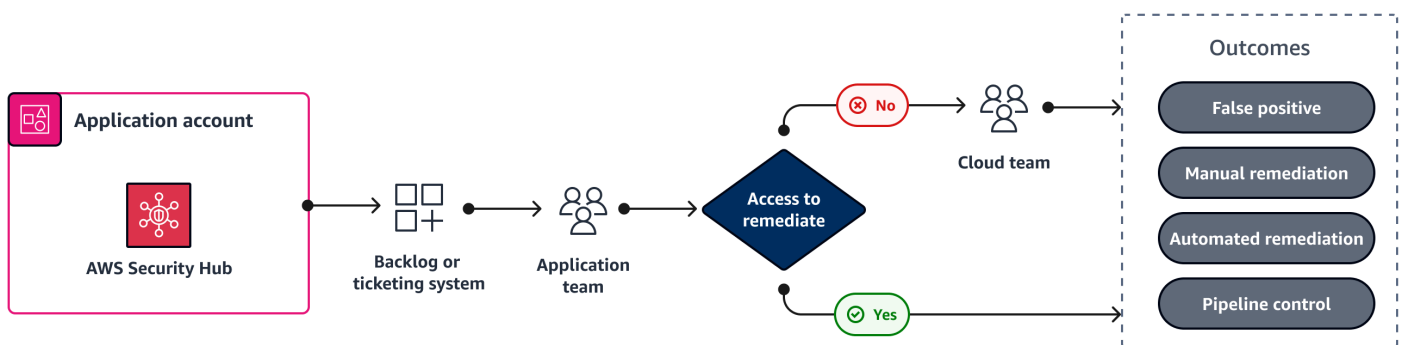 Application account
AWS Security Hub
Backlog or
ticketing system
Application
team
Access to
remediate
No
Cloud team
Yes
Outcomes
False positive
Manual remediation
Automated remediation
Pipeline control